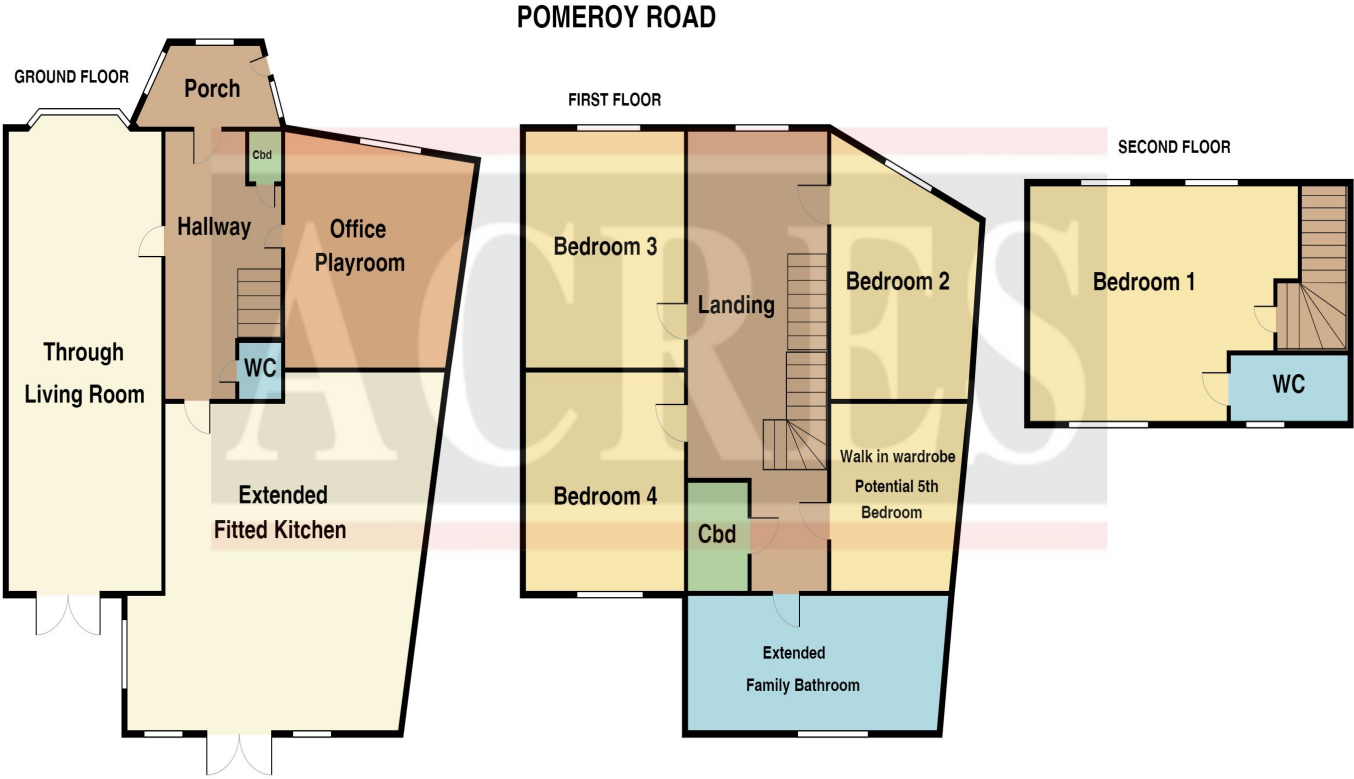 POMEROY ROAD
GROUND FLOOR
Porch
Cbd
Hallway
Office
Playroom
Through
Living Room
WC
Extended
Fitted Kitchen
FIRST FLOOR
Bedroom 3
Landing
Bedroom 2
Bedroom 4
Cbd
Walk in wardrobe
Potential 5th
Bedroom
Extended
Family Bathroom
SECOND FLOOR
Bedroom 1
WC
ACRES